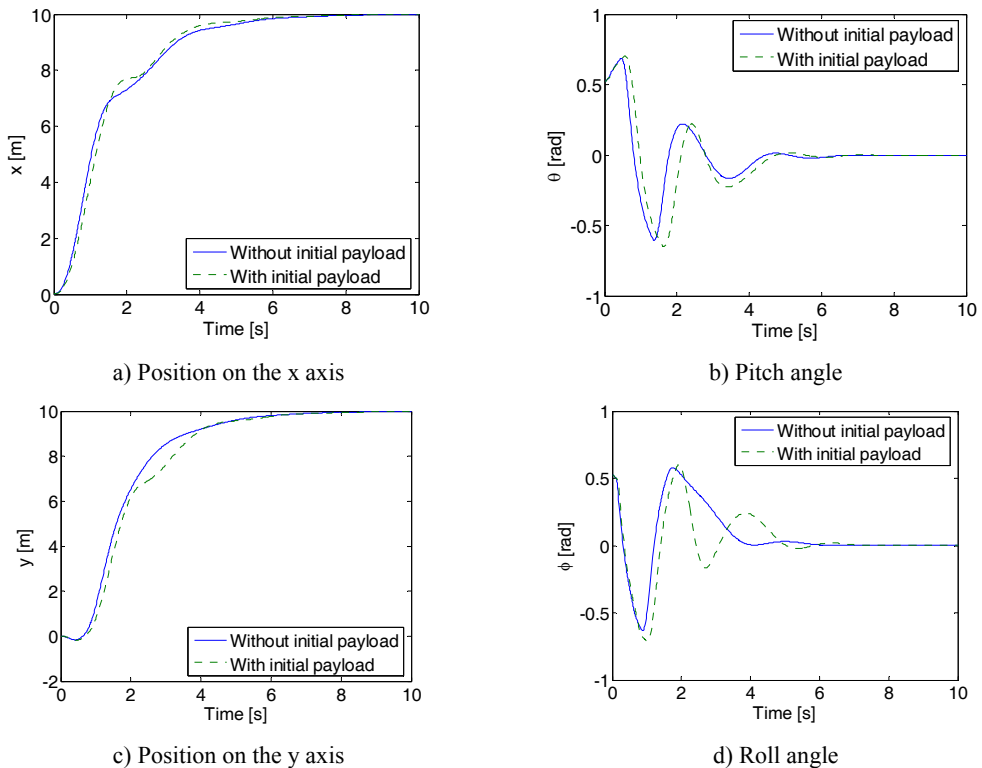 10
8
6
4
2
0
x [m]
0 2 4 6 8 10
Time [s]
Without initial payload
With initial payload
a) Position on the x axis
1
0.5
0
-0.5
-1
θ [rad]
0 2 4 6 8 10
Time [s]
Without initial payload
With initial payload
b) Pitch angle
10
8
6
4
2
0
-2
y [m]
0 2 4 6 8 10
Time [s]
Without initial payload
With initial payload
c) Position on the y axis
1
0.5
0
-0.5
-1
ϕ [rad]
0 2 4 6 8 10
Time [s]
Without initial payload
With initial payload
d) Roll angle